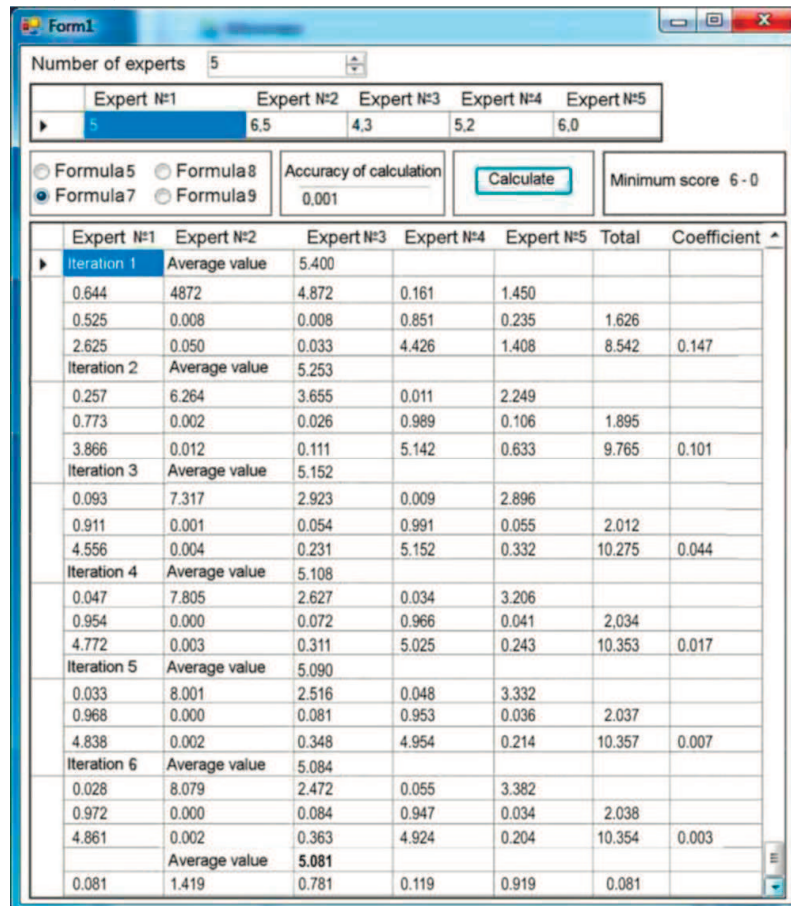 Form1
Number of experts 5
Expert №1 Expert №2 Expert №3 Expert №4 Expert №5
5 6,5 4,3 5,2 6,0
Formula5 Formula8 Accuracy of calculation Calculate Minimum score 6 - 0
Formula7 Formula9 0,001
Expert №1 Expert №2 Expert №3 Expert №4 Expert №5 Total Coefficient
Iteration 1 Average value 5.400
0.644 4872 4.872 0.161 1.450
0.525 0.008 0.008 0.851 0.235 1.626
2.625 0.050 0.033 4.426 1.408 8.542 0.147
Iteration 2 Average value 5.253
0.257 6.264 3.655 0.011 2.249
0.773 0.002 0.026 0.989 0.106 1.895
3.866 0.012 0.111 5.142 0.633 9.765 0.101
Iteration 3 Average value 5.152
0.093 7.317 2.923 0.009 2.896
0.911 0.001 0.054 0.991 0.055 2.012
4.556 0.004 0.231 5.152 0.332 10.275 0.044
Iteration 4 Average value 5.108
0.047 7.805 2.627 0.034 3.206
0.954 0.000 0.072 0.966 0.041 2,034
4.772 0.003 0.311 5.025 0.243 10.353 0.017
Iteration 5 Average value 5.090
0.033 8.001 2.516 0.048 3.332
0.968 0.000 0.081 0.953 0.036 2.037
4.838 0.002 0.348 4.954 0.214 10.357 0.007
Iteration 6 Average value 5.084
0.028 8.079 2.472 0.055 3.382
0.972 0.000 0.084 0.947 0.034 2.038
4.861 0.002 0.363 4.924 0.204 10.354 0.003
Average value 5.081
0.081 1.419 0.781 0.119 0.919 0.081